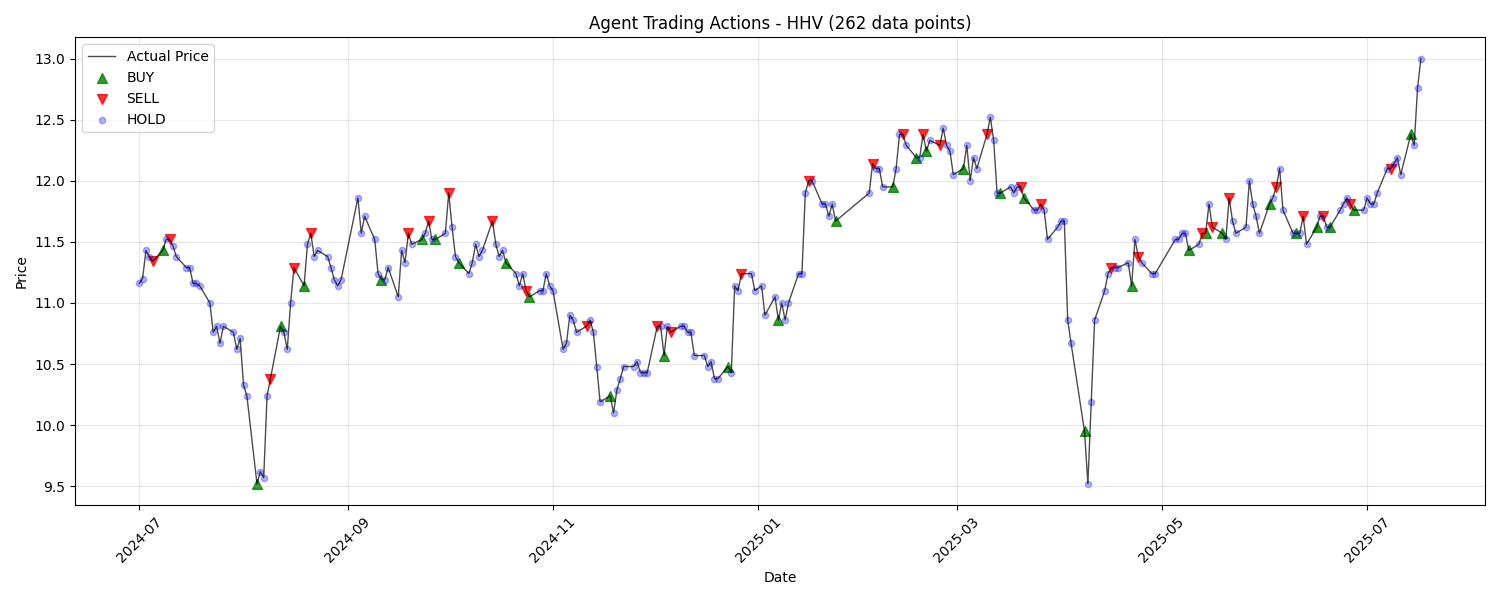 Agent Trading Actions - HHV (262 data points)
Actual Price
BUY
SELL
HOLD
Price
13.0
12.5
12.0
11.5
11.0
10.5
10.0
9.5
2024-07
2024-09
2024-11
2025-01
2025-03
2025-05
2025-07
Date